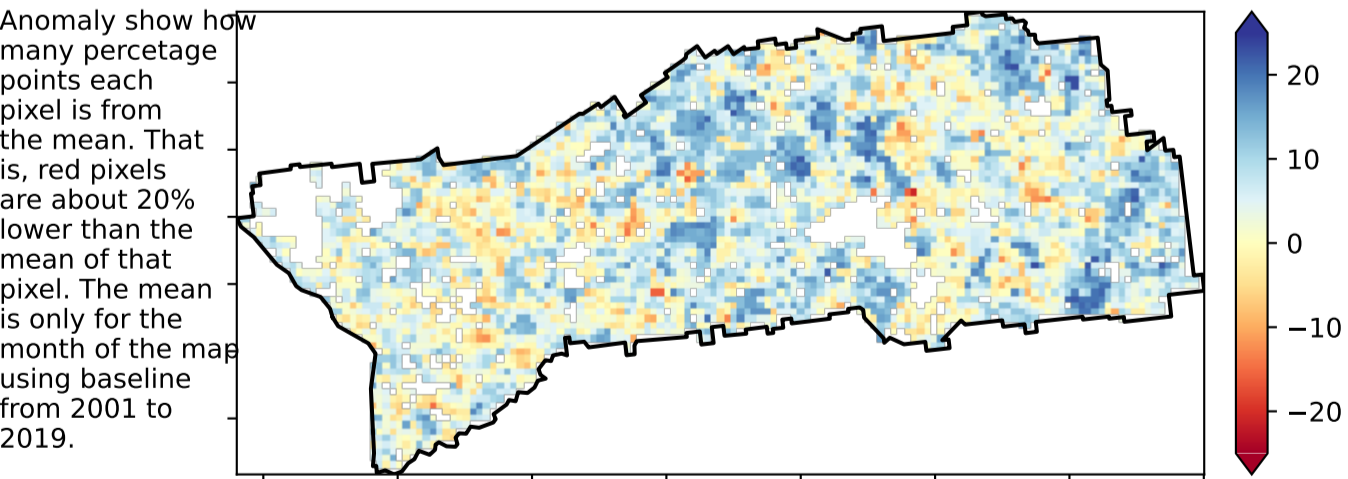 Anomaly show how
many percetage
points each
pixel is from
the mean. That
is, red pixels
are about 20%
lower than the
mean of that
pixel. The mean
is only for the
month of the map
using baseline
from 2001 to
2019.
20
10
0
−10
−20